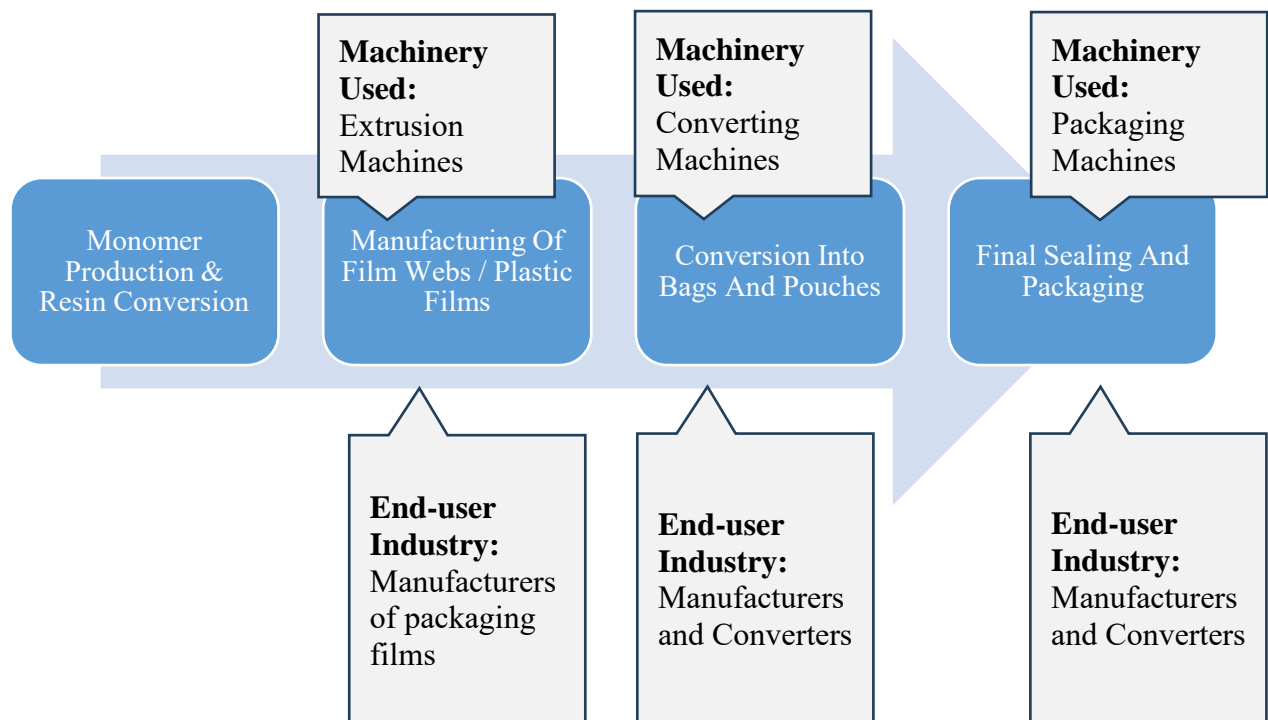 Machinery
Used:
Extrusion
Machines
Machinery
Used:
Converting
Machines
Machinery
Used:
Packaging
Machines
Monomer
Production &
Resin Conversion
Manufacturing Of
Film Webs / Plastic
Films
Conversion Into
Bags And Pouches
Final Sealing And
Packaging
End-user
Industry:
Manufacturers
of packaging
films
End-user
Industry:
Manufacturers
and Converters
End-user
Industry:
Manufacturers
and Converters